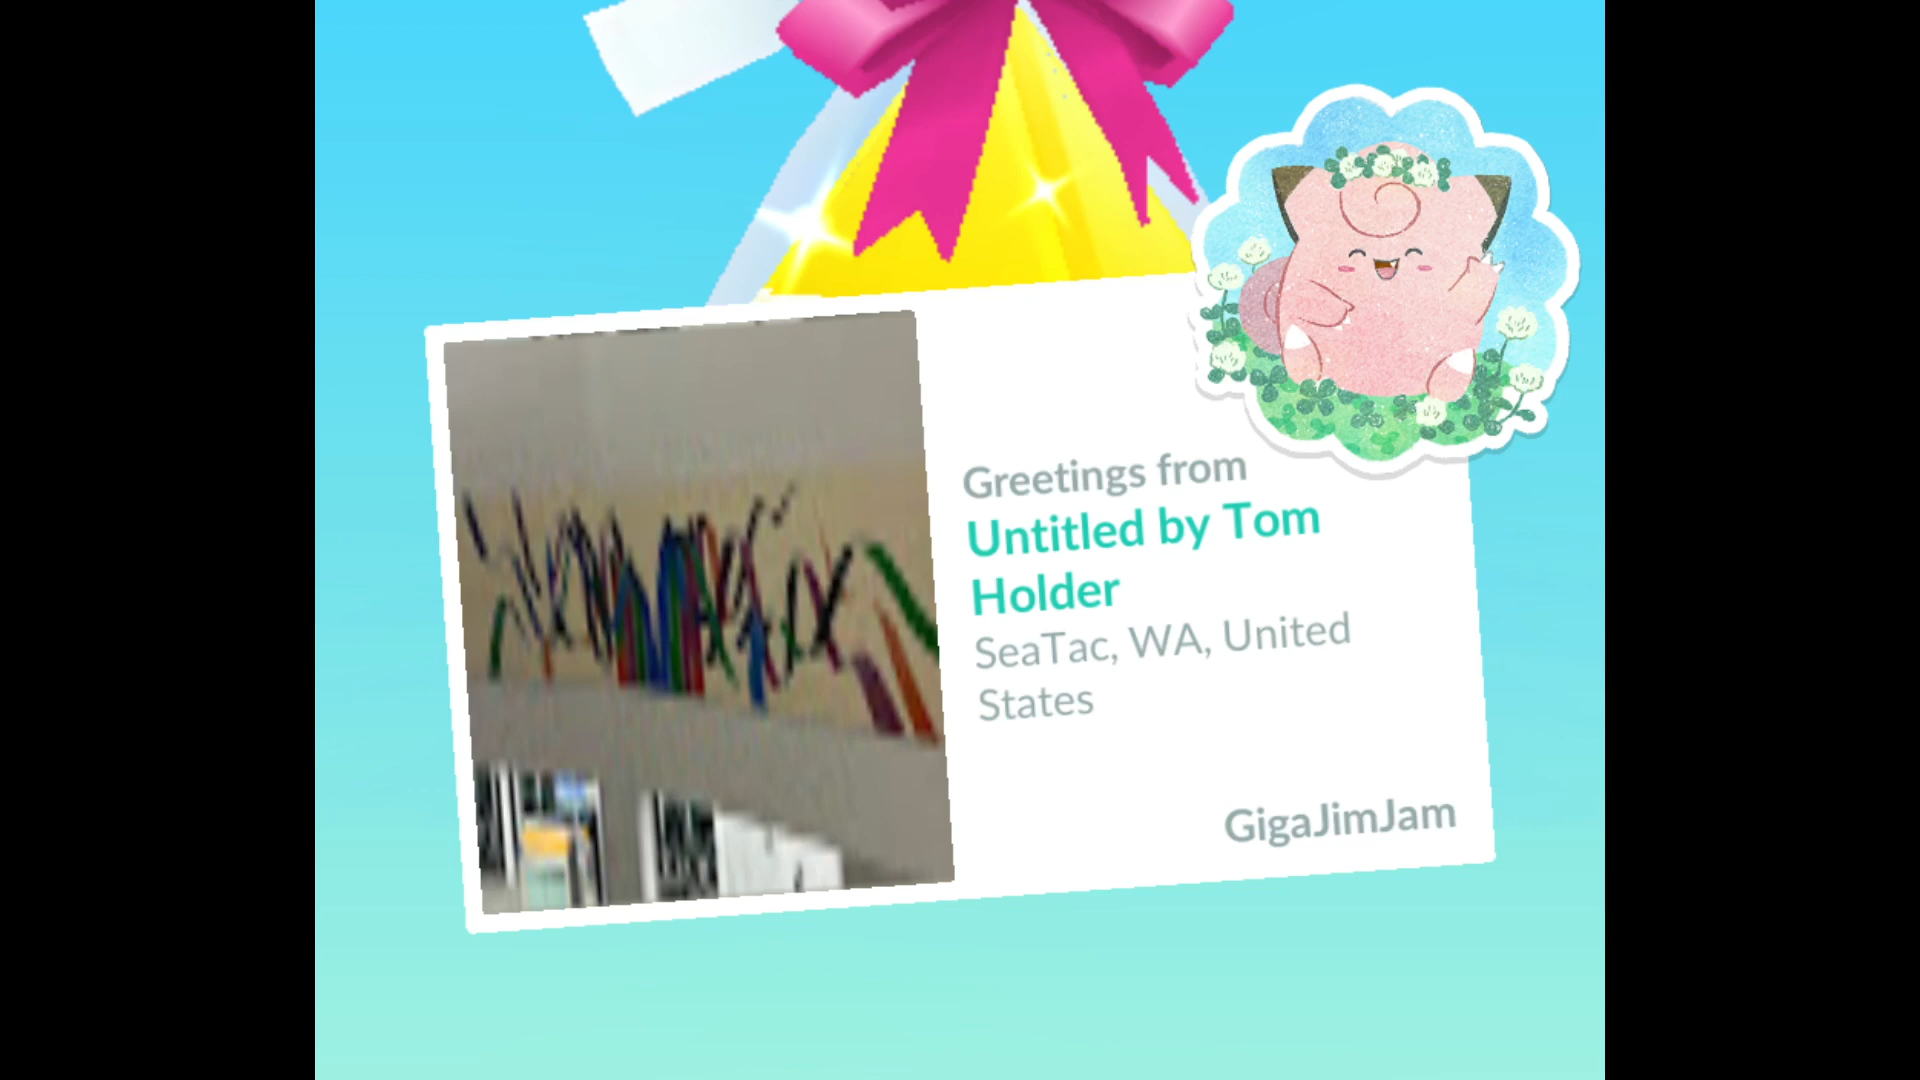 Greetings from
Untitled by Tom
Holder
SeaTac, WA, United
States
GigaJimJam